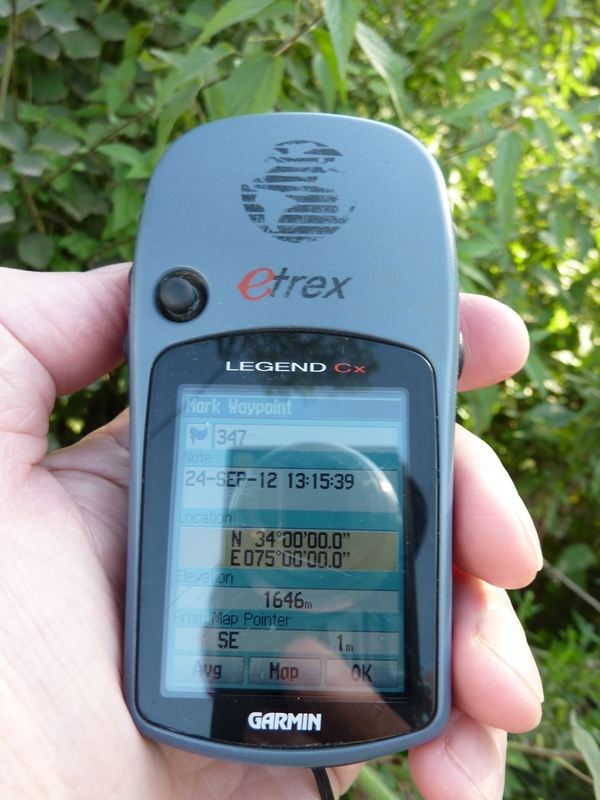 etrex
LEGEND Cx
Mark Waypoint
347
Note
24-SEP-12 13:15:39
Location
N 34°00'00.0"
E 075°00'00.0"
Elevation
1646m
From Map Pointer
SE 1m
Avg Map OK
GARMIN